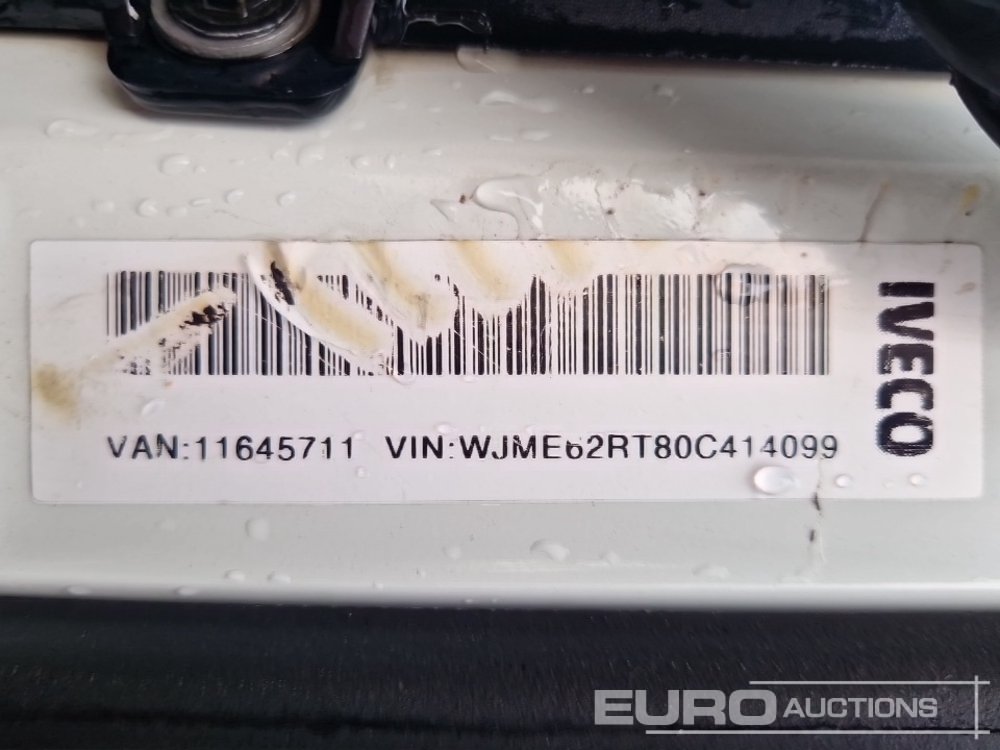 VAN:11645711 VIN:WJME62RT80C414099
IVECO
EURO AUCTIONS